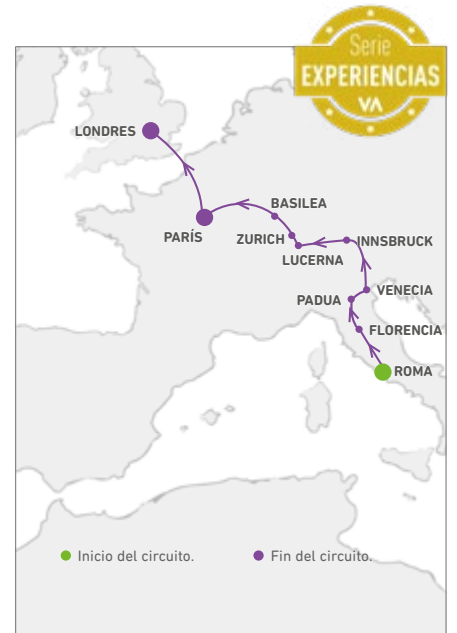 Serie
EXPERIENCIAS
VA
LONDRES
BASILEA
PARÍS
ZURICH
INNSBRUCK
LUCERNA
VENECIA
PADUA
FLORENCIA
ROMA
Inicio del circuito.
Fin del circuito.